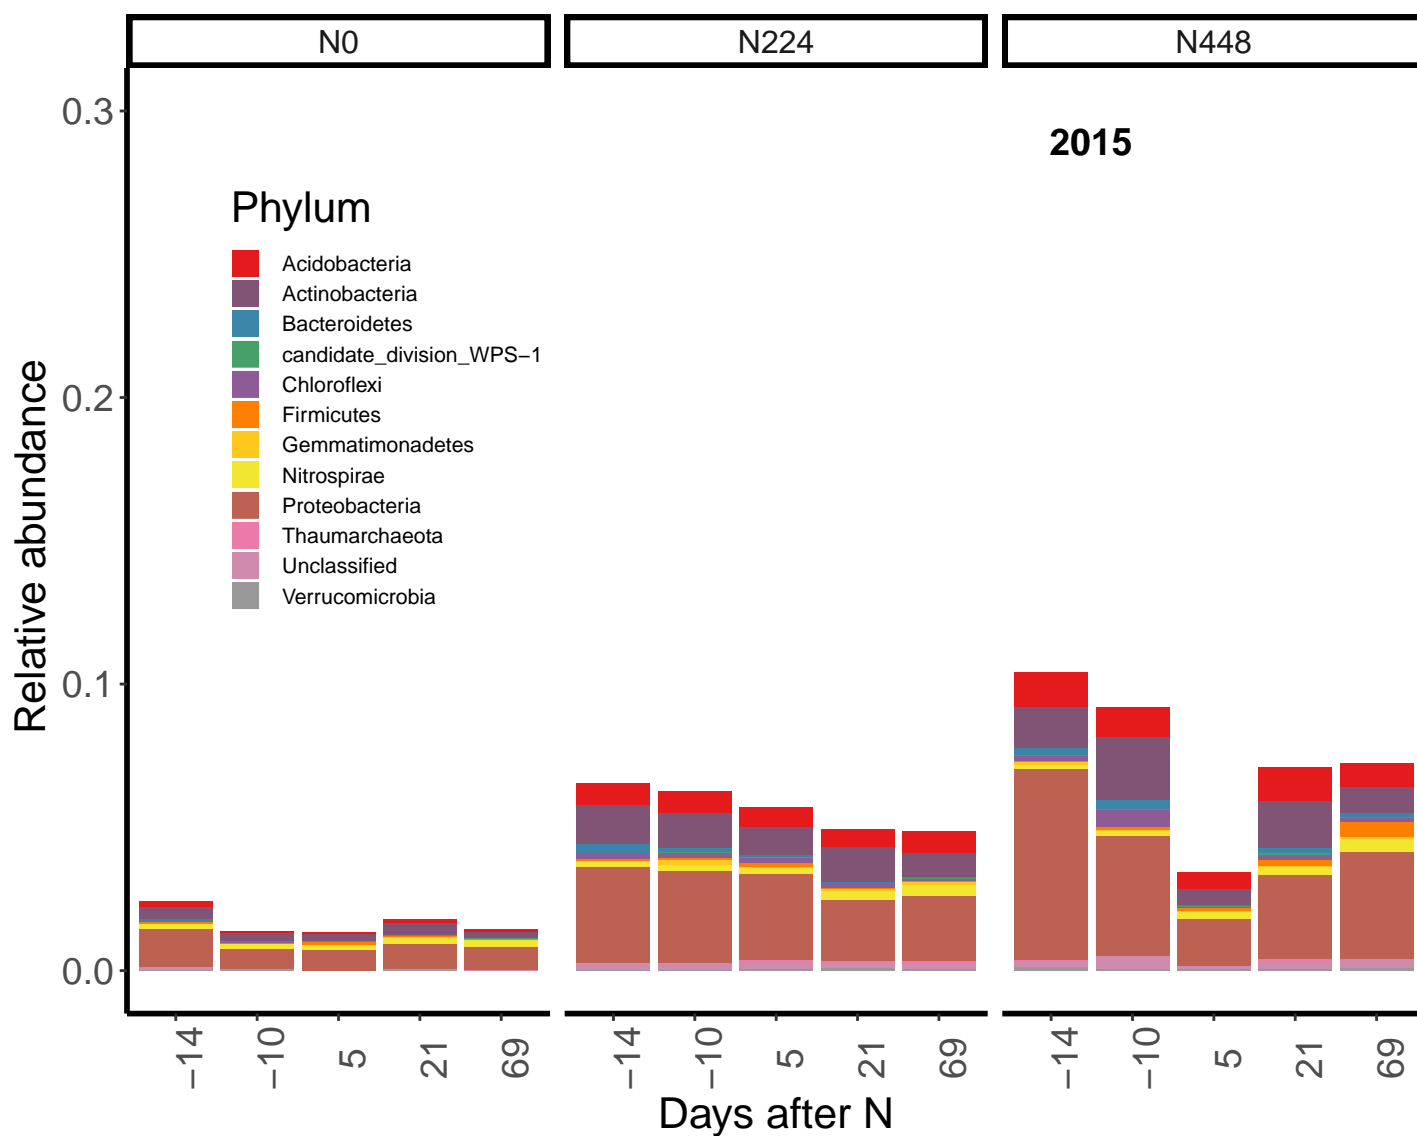 N0 N224 N448
2015
0.3
0.2
0.1
0.0
Relative abundance
Phylum
Acidobacteria
Actinobacteria
Bacteroidetes
candidate_division_WPS−1
Chloroflexi
Firmicutes
Gemmatimonadetes
Nitrospirae
Proteobacteria
Thaumarchaeota
Unclassified
Verrucomicrobia
−14 −10 5 21 69 −14 −10 5 21 69 −14 −10 5 21 69
Days after N